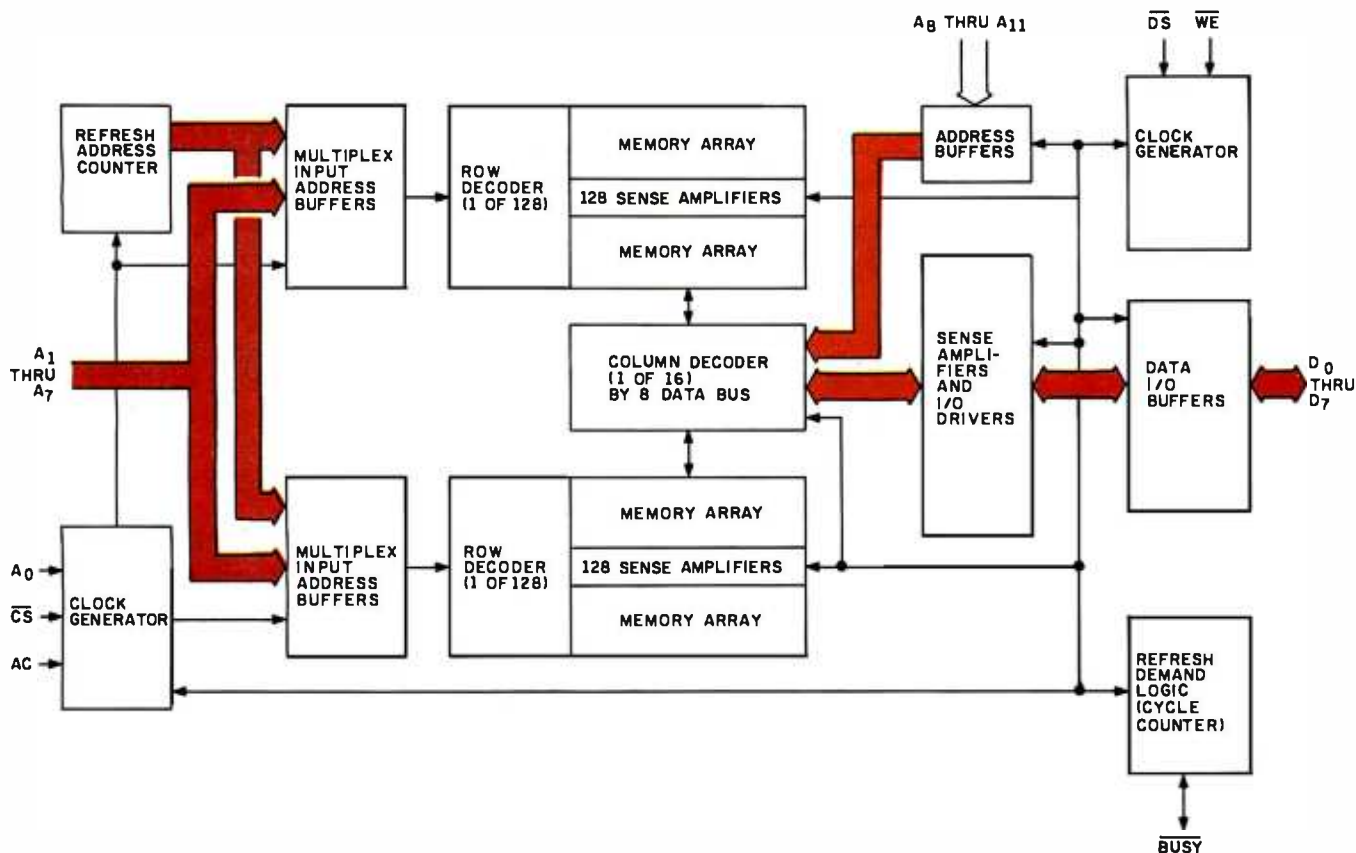 A8 THRU A11
DS
WE
REFRESH
ADDRESS
COUNTER
MULTIPLEX
INPUT
ADDRESS
BUFFERS
ROW
DECODER
(1 OF 128)
MEMORY ARRAY
128 SENSE AMPLIFIERS
MEMORY ARRAY
ADDRESS
BUFFERS
CLOCK
GENERATOR
A1
THRU
A7
COLUMN DECODER
(1 OF 16)
BY 8 DATA BUS
SENSE
AMPLI-
FIERS
AND
I/O
DRIVERS
DATA
I/O
BUFFERS
D0
THRU
D7
A0
CS
AC
CLOCK
GENERATOR
MULTIPLEX
INPUT
ADDRESS
BUFFERS
ROW
DECODER
(1 OF 128)
MEMORY ARRAY
128 SENSE AMPLIFIERS
MEMORY ARRAY
REFRESH
DEMAND
LOGIC
(CYCLE
COUNTER)
BUSY